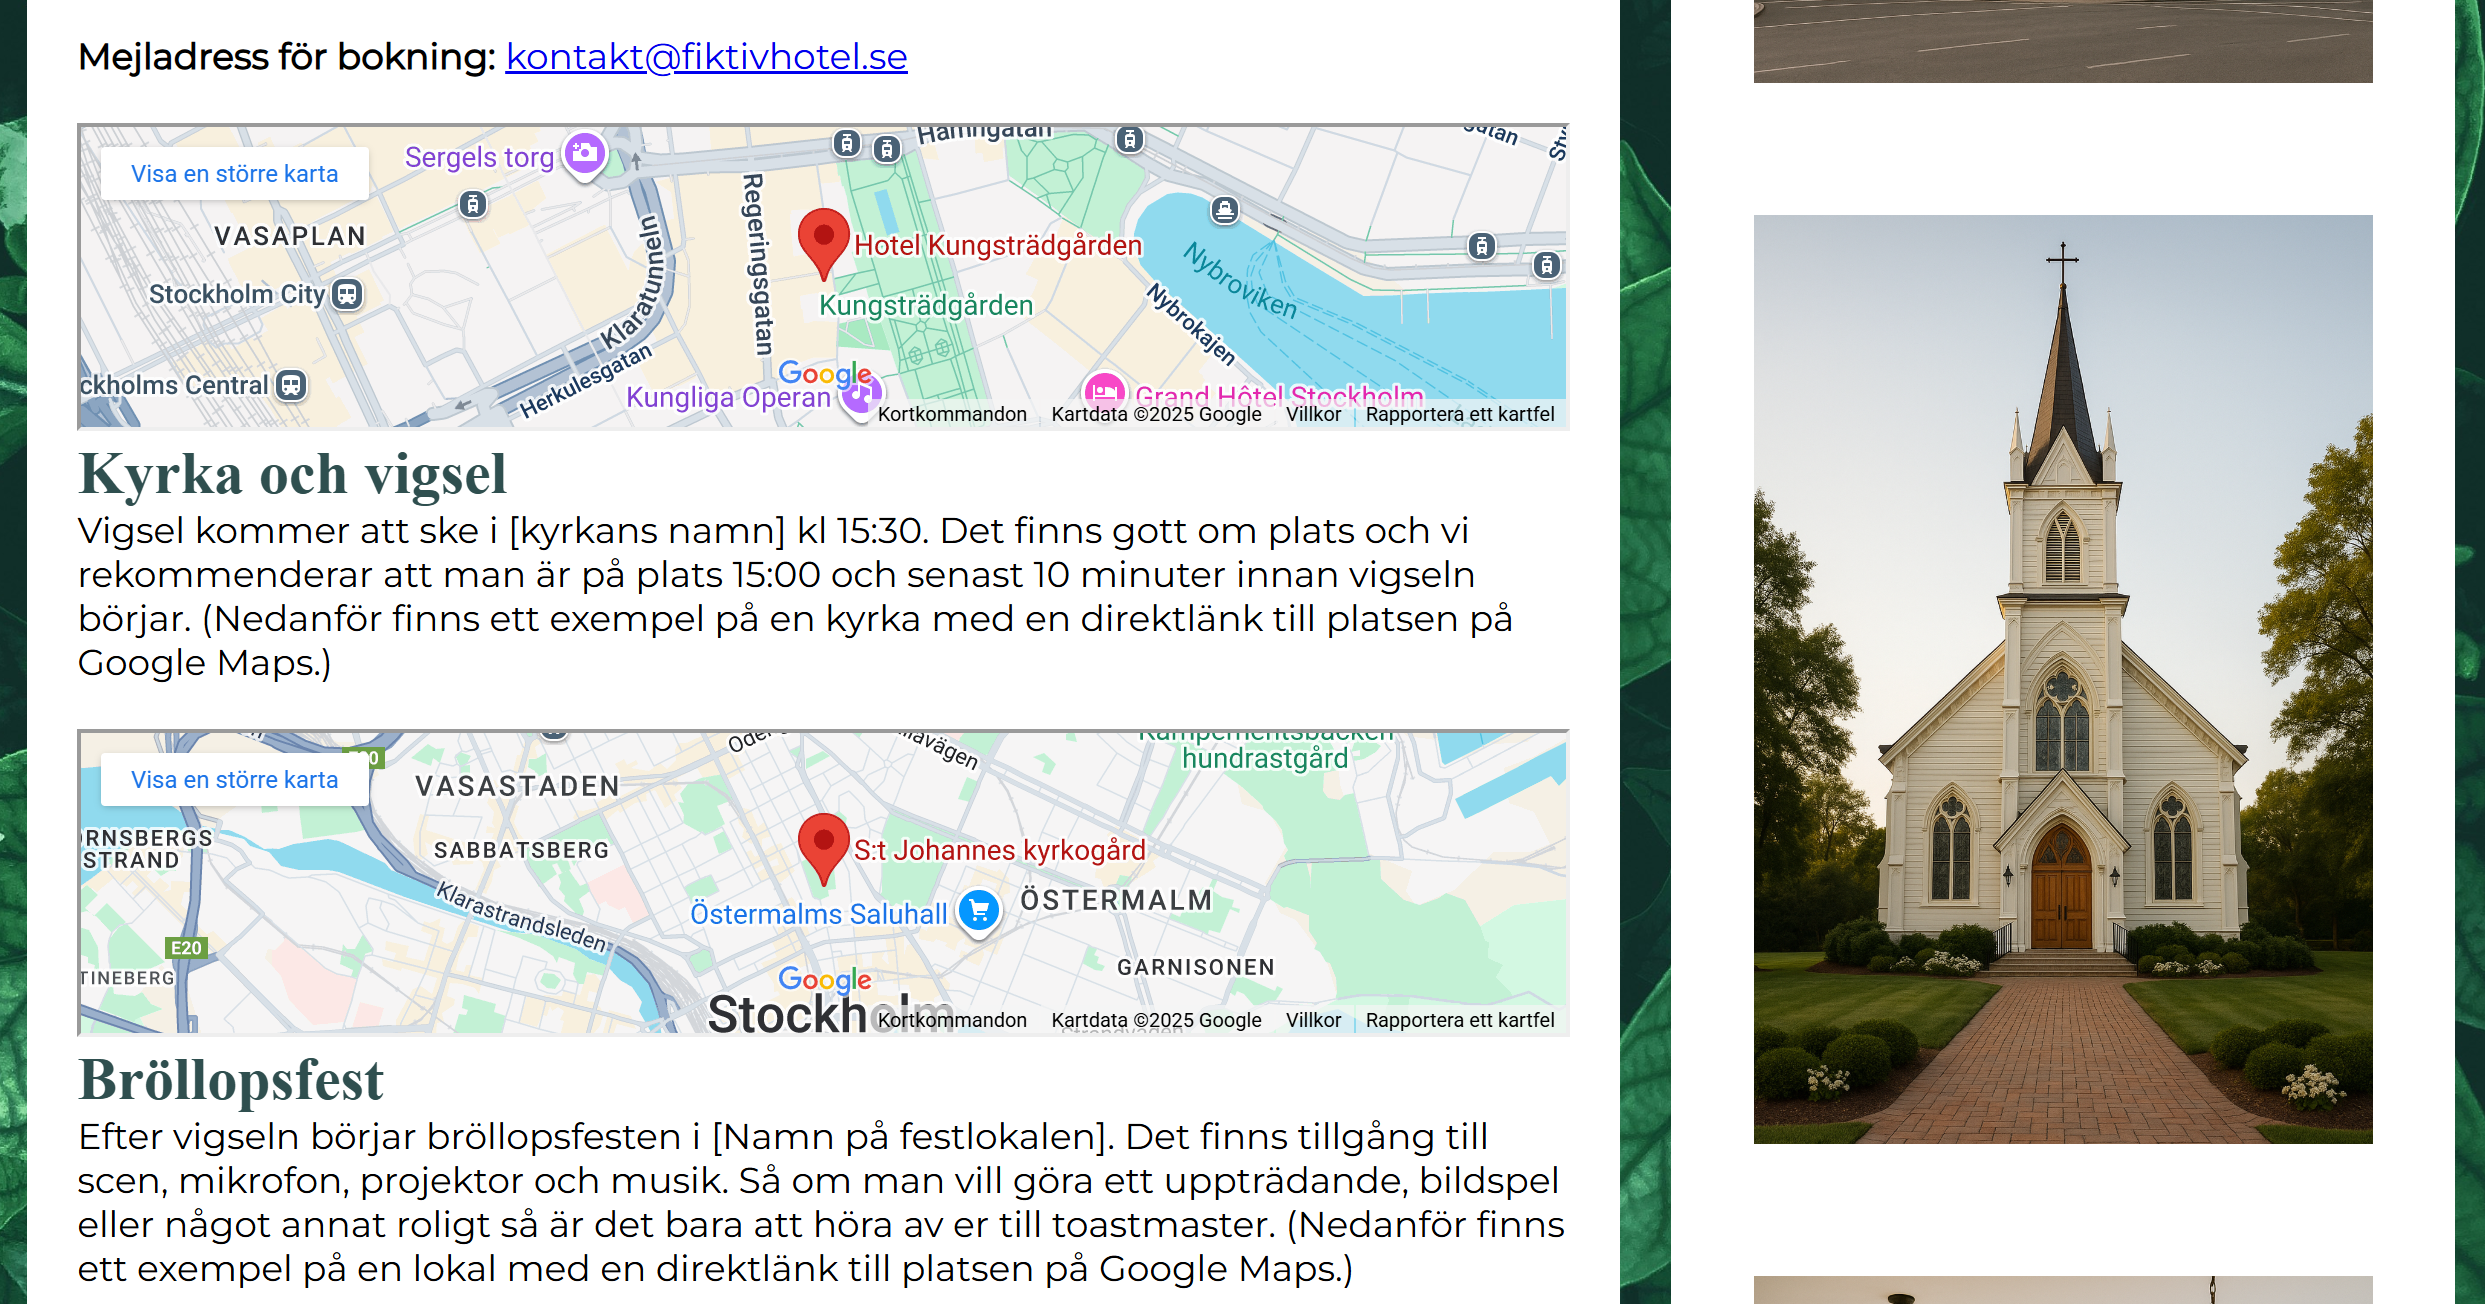 Mejladress för bokning: kontakt@fiktivhotel.se
Visa en större karta
Sergels torg
Hamngatan
VASAPLAN
Regeringsgatan
Hotel Kungsträdgården
Nybroviken
Stockholm City
Klaratunneln
Kungsträdgården
Nybrokajen
Herkulesgatan
ckholms Central
Google
Kungliga Operan
Grand Hôtel Stockholm
Kortkommandon Kartdata ©2025 Google Villkor Rapportera ett kartfel
Kyrka och vigsel
Vigsel kommer att ske i [kyrkans namn] kl 15:30. Det finns gott om plats och vi
rekommenderar att man är på plats 15:00 och senast 10 minuter innan vigseln
börjar. (Nedanför finns ett exempel på en kyrka med en direktlänk till platsen på
Google Maps.)
Visa en större karta
VASASTADEN
hundrastgård
RNSBERGS
STRAND
SABBATSBERG
S:t Johannes kyrkogård
Klarastrandsleden
Östermalms Saluhall
ÖSTERMALM
E20
TINEBERG
GARNISONEN
Google
Stockholm
Kortkommandon Kartdata ©2025 Google Villkor Rapportera ett kartfel
Bröllopsfest
Efter vigseln börjar bröllopsfesten i [Namn på festlokalen]. Det finns tillgång till
scen, mikrofon, projektor och musik. Så om man vill göra ett uppträdande, bildspel
eller något annat roligt så är det bara att höra av er till toastmaster. (Nedanför finns
ett exempel på en lokal med en direktlänk till platsen på Google Maps.)